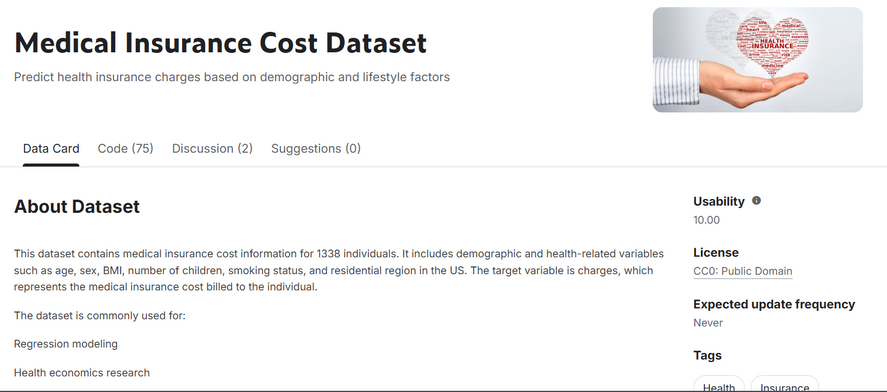 Medical Insurance Cost Dataset
Predict health insurance charges based on demographic and lifestyle factors
life
medical
heart
HEALTH
INSURANCE
medicine
Data Card
Code (75)
Discussion (2)
Suggestions (0)
About Dataset
This dataset contains medical insurance cost information for 1338 individuals. It includes demographic and health-related variables
such as age, sex, BMI, number of children, smoking status, and residential region in the US. The target variable is charges, which
represents the medical insurance cost billed to the individual.
The dataset is commonly used for:
Regression modeling
Health economics research
Usability
10.00
License
CC0: Public Domain
Expected update frequency
Never
Tags
Health
Insurance